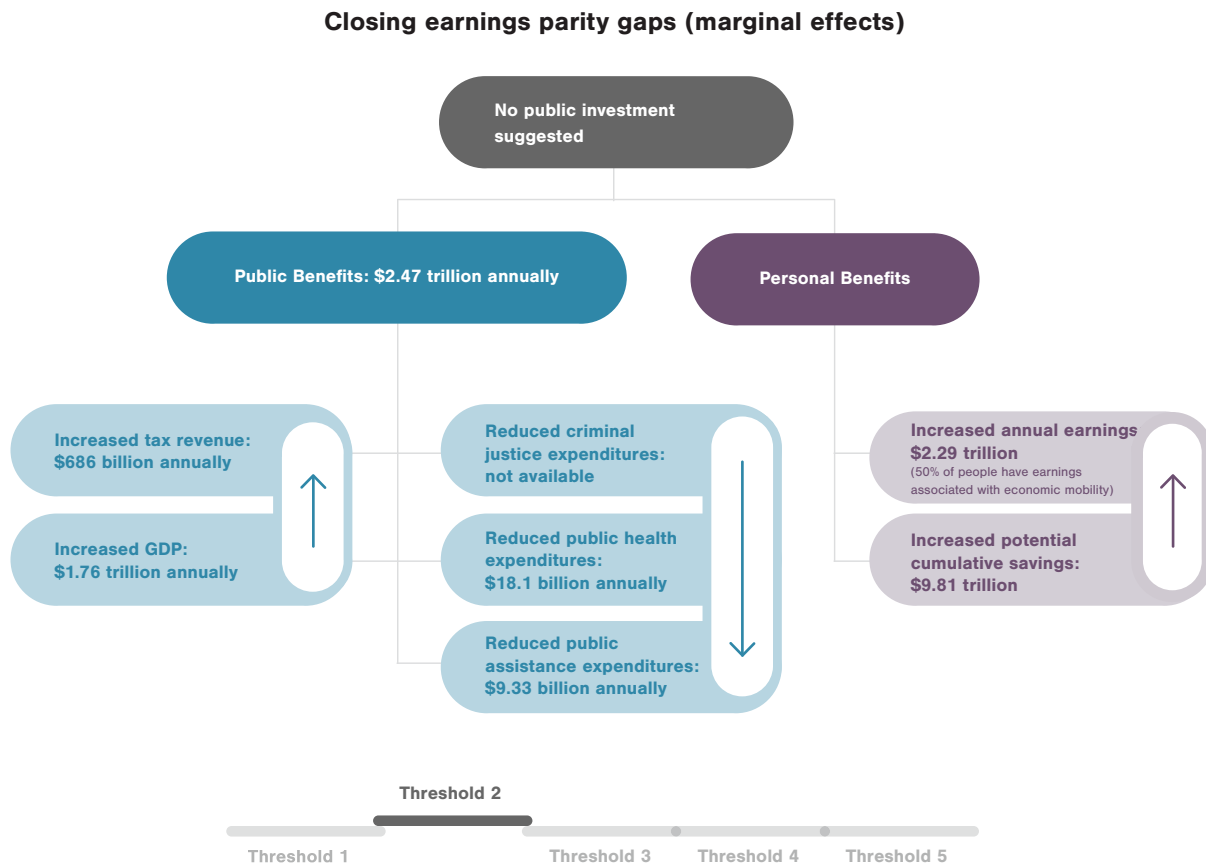 Closing earnings parity gaps (marginal effects)
No public investment
suggested
Public Benefits: $2.47 trillion annually
Personal Benefits
Increased tax revenue:
$686 billion annually
Increased GDP:
$1.76 trillion annually
Reduced criminal
justice expenditures:
not available
Reduced public health
expenditures:
$18.1 billion annually
Reduced public
assistance expenditures:
$9.33 billion annually
Increased annual earnings
$2.29 trillion
(50% of people have earnings
associated with economic mobility)
Increased potential
cumulative savings:
$9.81 trillion
Threshold 2
Threshold 1
Threshold 3
Threshold 4
Threshold 5